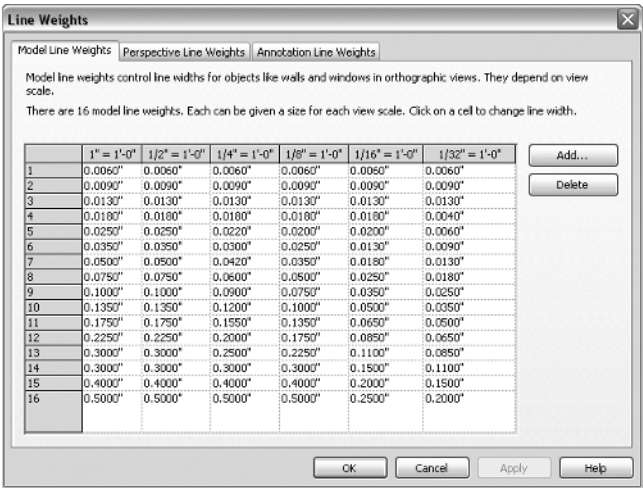 Line Weights
Model Line Weights Perspective Line Weights Annotation Line Weights
Model line weights control line widths for objects like walls and windows in orthographic views. They depend on view
scale.
There are 16 model line weights. Each can be given a size for each view scale. Click on a cell to change line width.
1" = 1'-0" 1/2" = 1'-0" 1/4" = 1'-0" 1/8" = 1'-0" 1/16" = 1'-0" 1/32" = 1'-0" Add...
1 0.0060" 0.0060" 0.0060" 0.0060" 0.0060" 0.0060"
2 0.0090" 0.0090" 0.0090" 0.0090" 0.0090" 0.0090" Delete
3 0.0130" 0.0130" 0.0130" 0.0130" 0.0130" 0.0130"
4 0.0180" 0.0180" 0.0180" 0.0180" 0.0180" 0.0040"
5 0.0250" 0.0250" 0.0220" 0.0200" 0.0200" 0.0060"
6 0.0350" 0.0350" 0.0300" 0.0250" 0.0130" 0.0090"
7 0.0500" 0.0500" 0.0420" 0.0350" 0.0180" 0.0130"
8 0.0750" 0.0750" 0.0600" 0.0500" 0.0250" 0.0180"
9 0.1000" 0.1000" 0.0900" 0.0750" 0.0350" 0.0250"
10 0.1350" 0.1350" 0.1200" 0.1000" 0.0500" 0.0350"
11 0.1750" 0.1750" 0.1550" 0.1350" 0.0650" 0.0500"
12 0.2250" 0.2250" 0.2000" 0.1750" 0.0850" 0.0650"
13 0.3000" 0.3000" 0.2500" 0.2250" 0.1100" 0.0850"
14 0.3000" 0.3000" 0.3000" 0.3000" 0.1500" 0.1100"
15 0.4000" 0.4000" 0.4000" 0.4000" 0.2000" 0.1500"
16 0.5000" 0.5000" 0.5000" 0.5000" 0.2500" 0.2000"
OK Cancel Apply Help